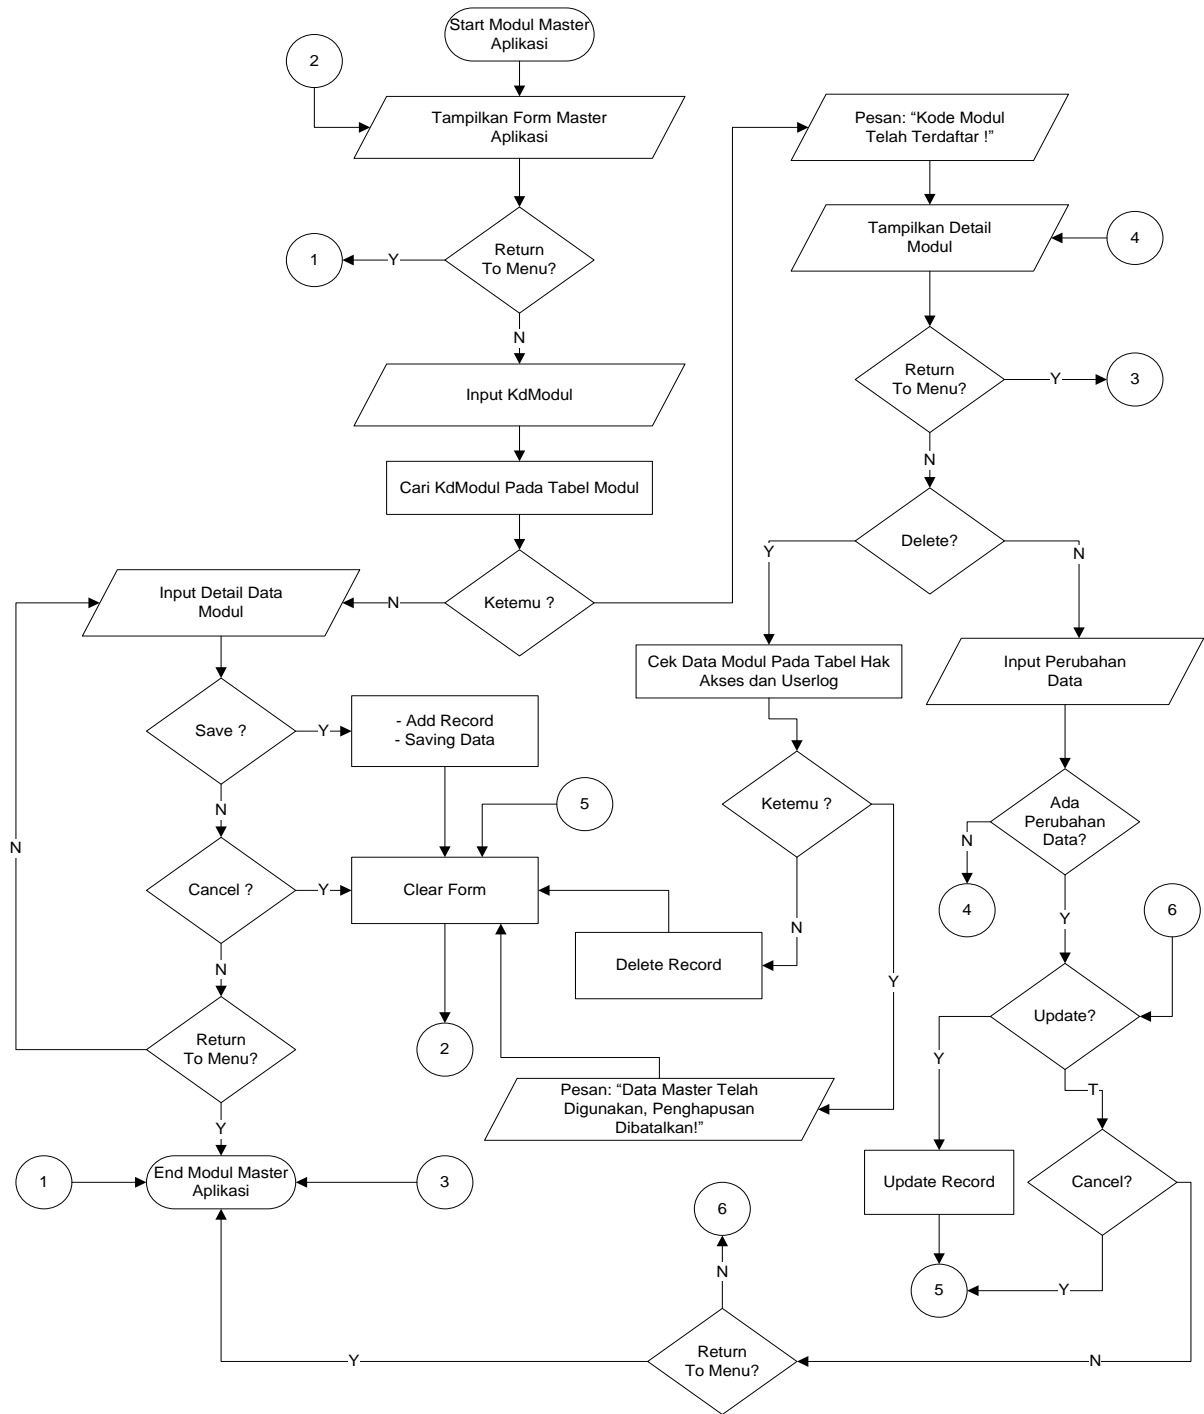 Start Modul Master
Aplikasi
2
Tampilkan Form Master
Aplikasi
Return
To Menu?
Y
1
N
Input KdModul
Cari KdModul Pada Tabel Modul
Ketemu ?
N
Input Detail Data
Modul
Save ?
Y
- Add Record
- Saving Data
N
5
Cancel ?
Y
Clear Form
N
N
2
Return
To Menu?
Y
1
End Modul Master
Aplikasi
3
Pesan: “Kode Modul
Telah Terdaftar !”
Tampilkan Detail
Modul
4
Return
To Menu?
Y
3
N
Delete?
Y
N
Cek Data Modul Pada Tabel Hak
Akses dan Userlog
Ketemu ?
N
Delete Record
Y
Pesan: “Data Master Telah
Digunakan, Penghapusan
Dibatalkan!”
Input Perubahan
Data
Ada
Perubahan
Data?
N
4
Y
6
Update?
Y
T
Update Record
Cancel?
5
Y
N
Return
To Menu?
N
6
Y